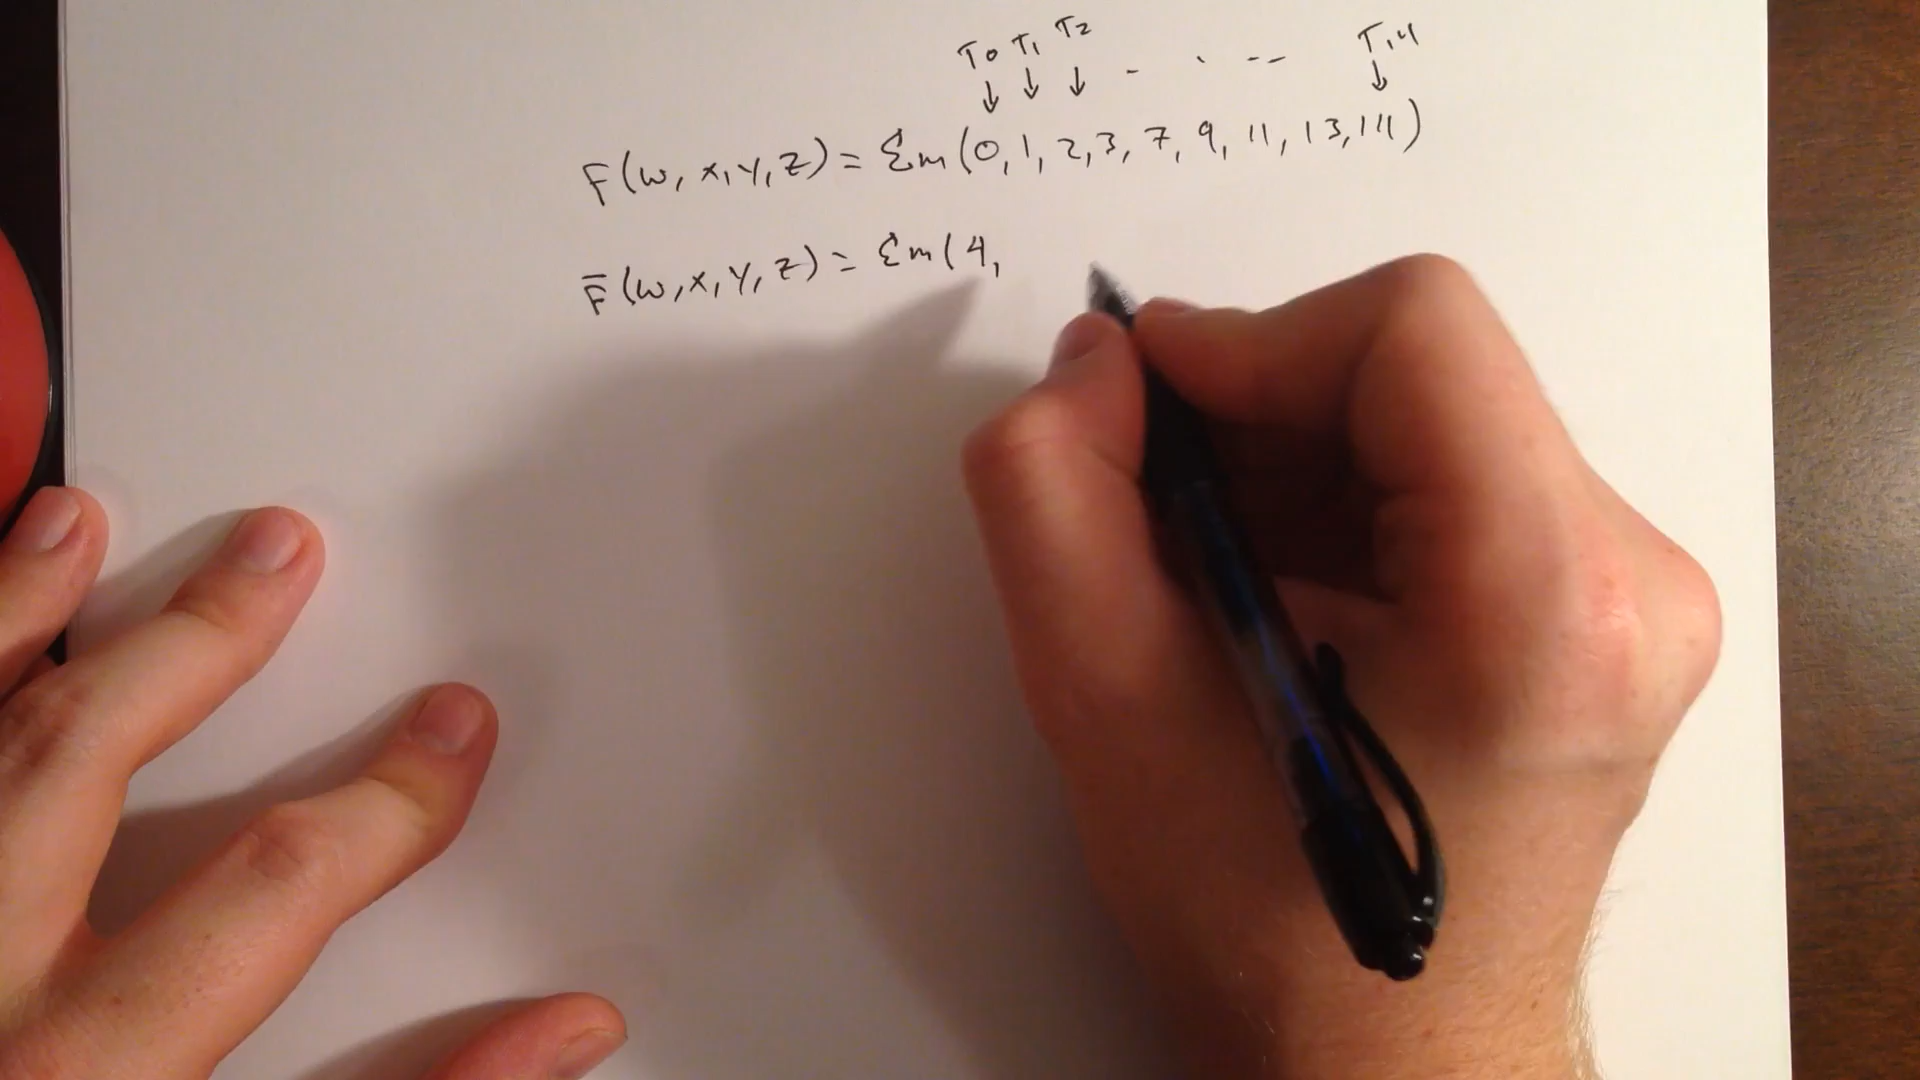 T0 T1 T2 - . -- T14
↓ ↓ ↓ ↓
F(w, x, y, z) = Σm(0, 1, 2, 3, 7, 9, 11, 13, 14)
F̅(w, x, y, z) = Σm(4,